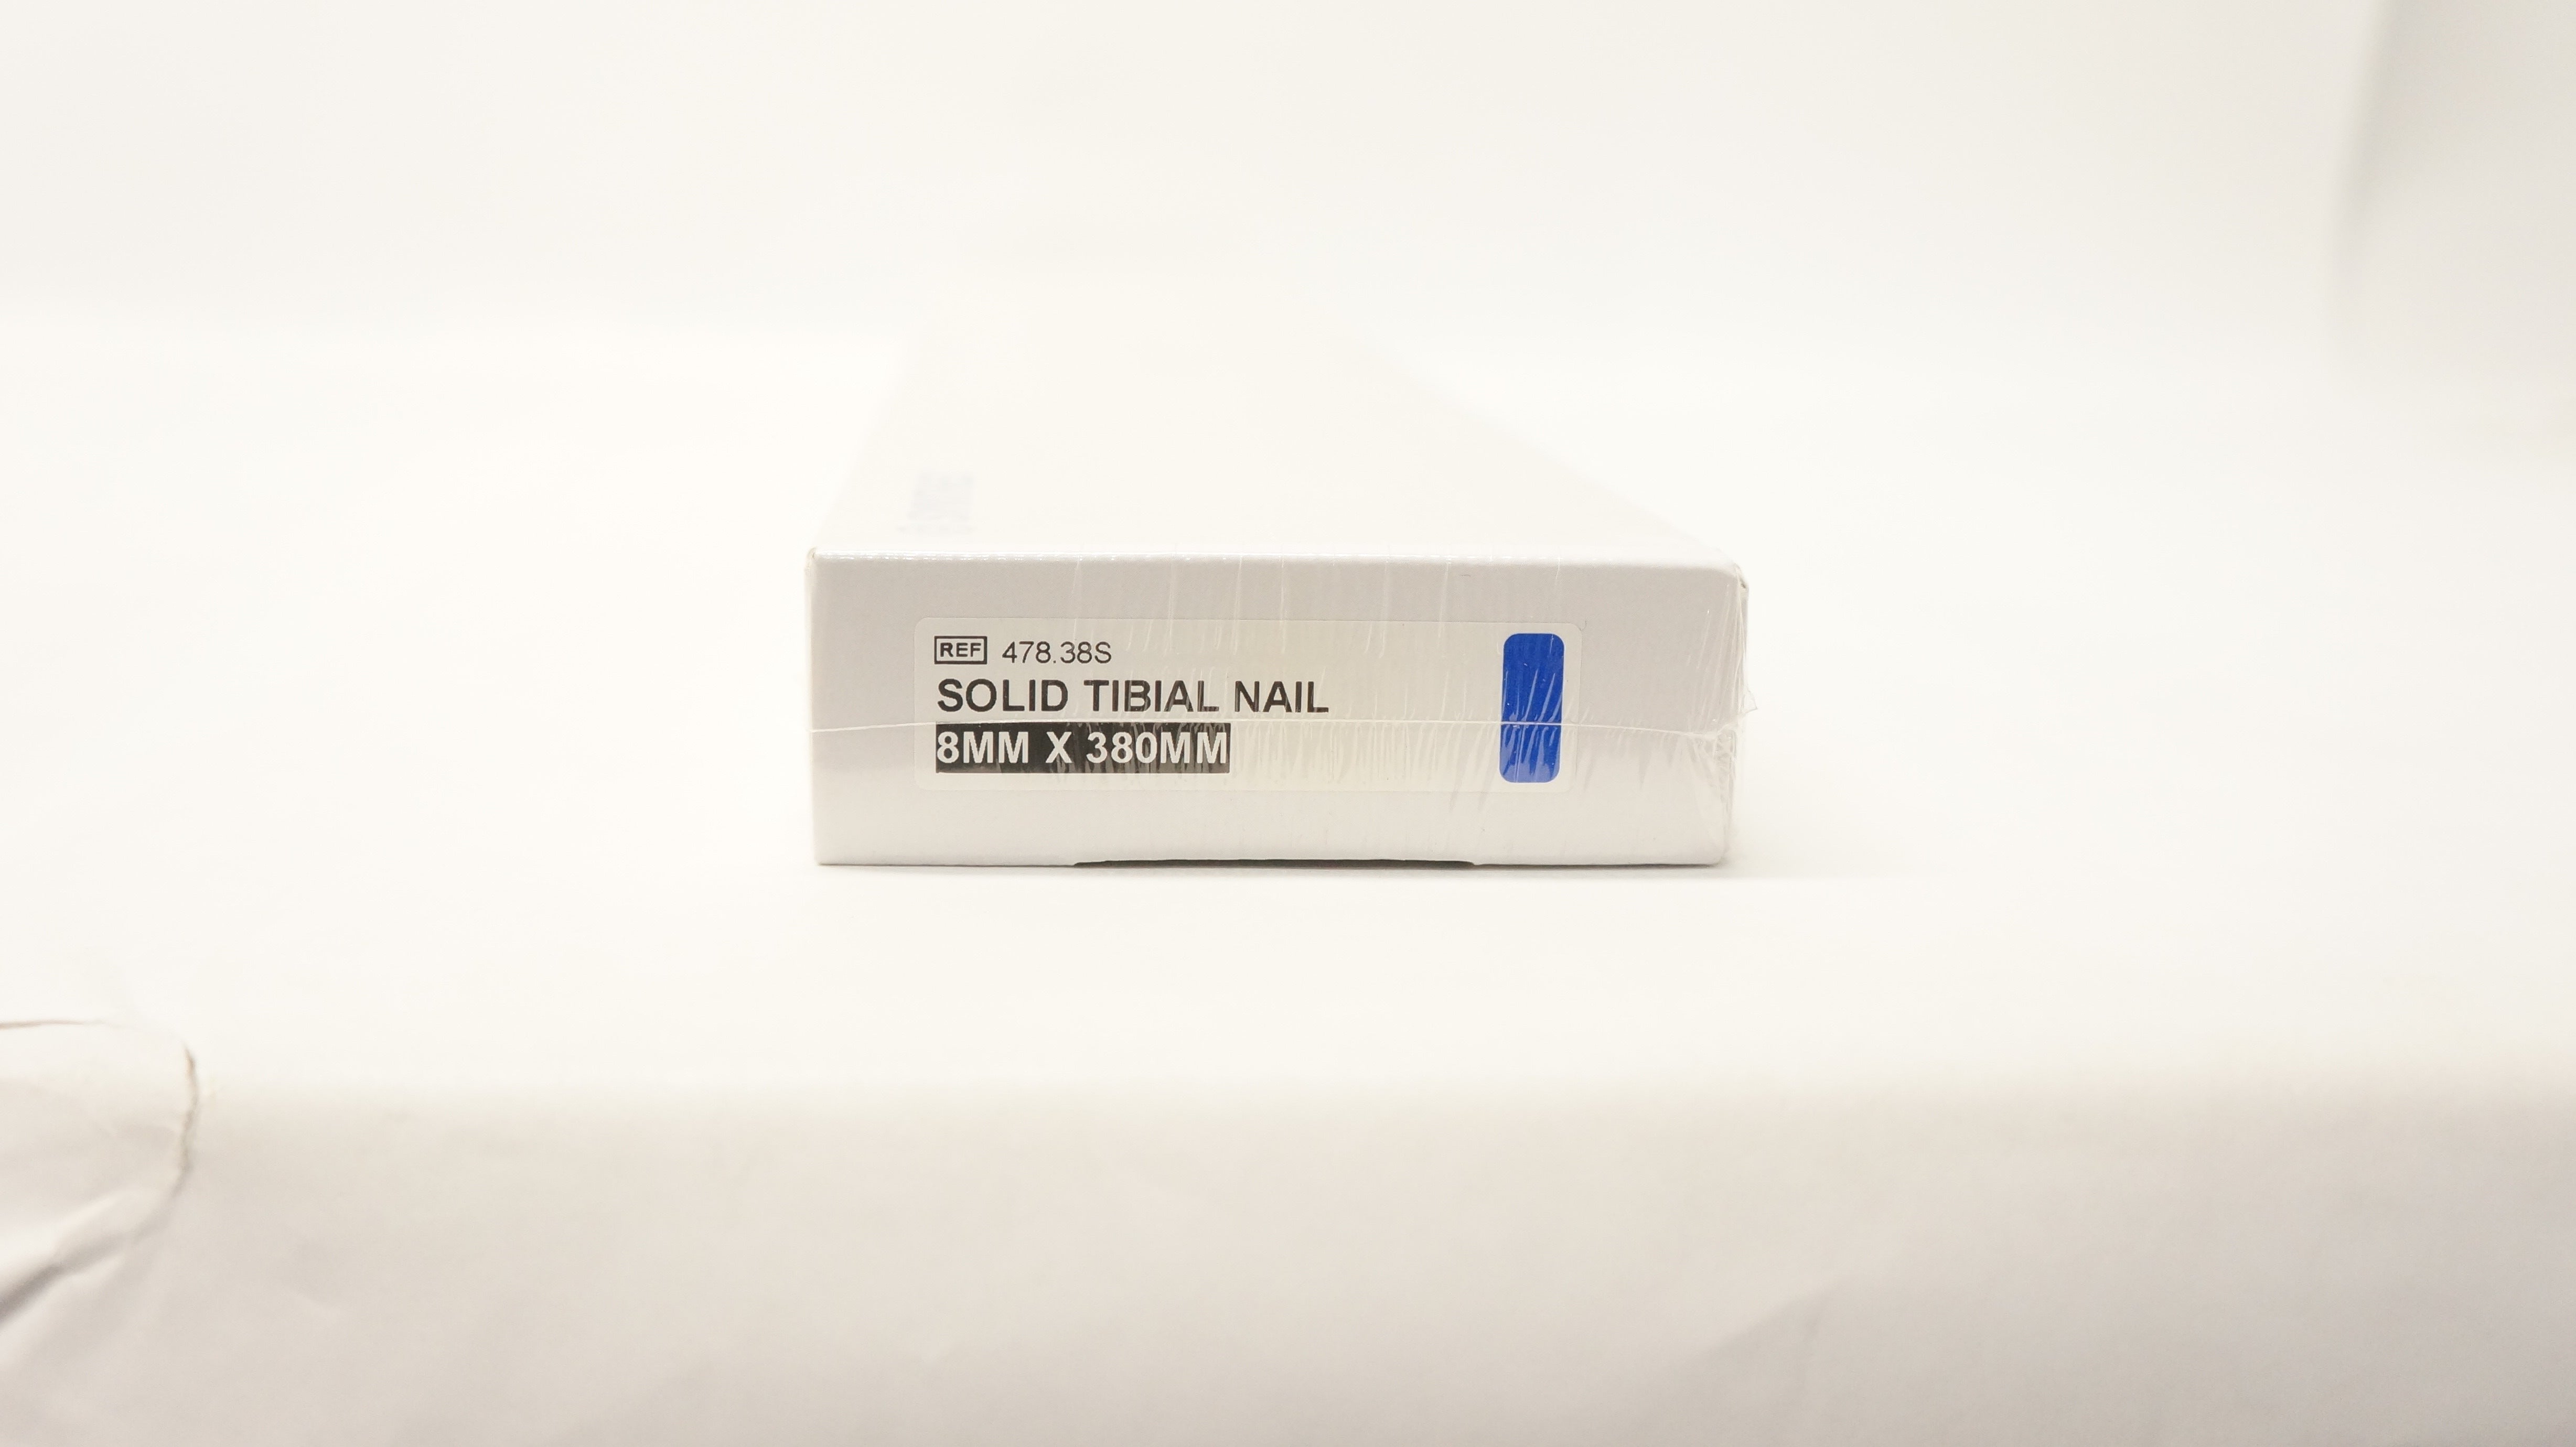 REF 478.38S
SOLID TIBIAL NAIL
8MM X 380MM